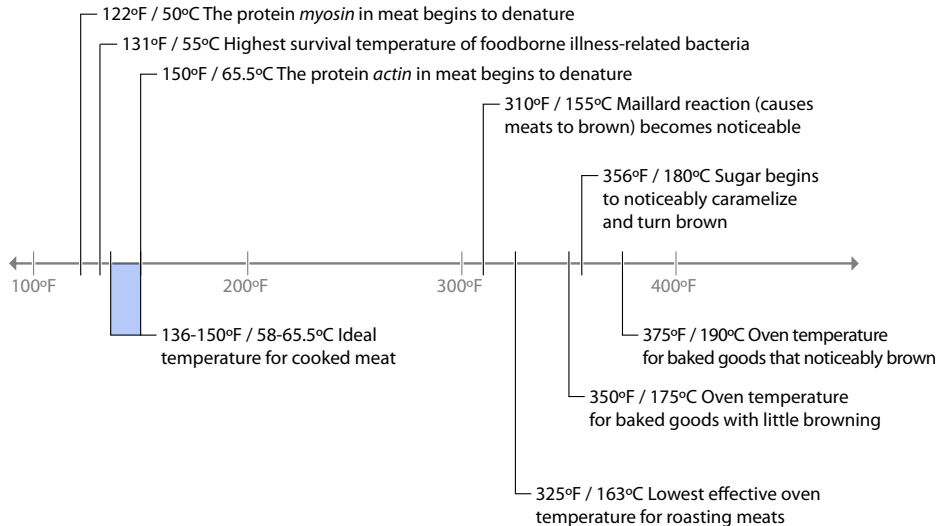 122ºF / 50ºC The protein myosin in meat begins to denature
131ºF / 55ºC Highest survival temperature of foodborne illness-related bacteria
150ºF / 65.5ºC The protein actin in meat begins to denature
310ºF / 155ºC Maillard reaction (causes
meats to brown) becomes noticeable
356ºF / 180ºC Sugar begins
to noticeably caramelize
and turn brown
100ºF
200ºF
300ºF
400ºF
136-150ºF / 58-65.5ºC Ideal
temperature for cooked meat
375ºF / 190ºC Oven temperature
for baked goods that noticeably brown
350ºF / 175ºC Oven temperature
for baked goods with little browning
325ºF / 163ºC Lowest effective oven
temperature for roasting meats